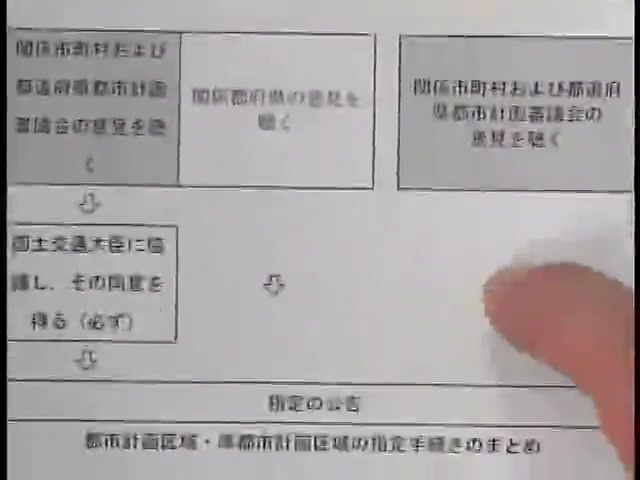 関係市町村および
都道府県都市計画
審議会の意見を聴
く
関係都府県の意見を
聴く
関係市町村および都道府
県都市計画審議会の
意見を聴く
国土交通大臣に協
議し、その同意を
得る（必ず）
指定の公告
都市計画区域・準都市計画区域の指定手続きのまとめ